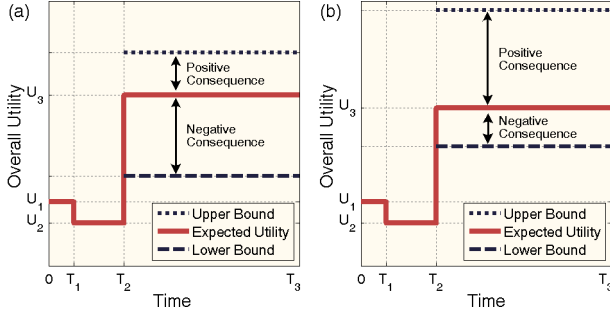 (a)
Overall Utility
U3
U1
U2
Positive
Consequence
Negative
Consequence
Upper Bound
Expected Utility
Lower Bound
0 T1 T2 T3
Time
(b)
Overall Utility
U3
U1
U2
Positive
Consequence
Negative
Consequence
Upper Bound
Expected Utility
Lower Bound
0 T1 T2 T3
Time